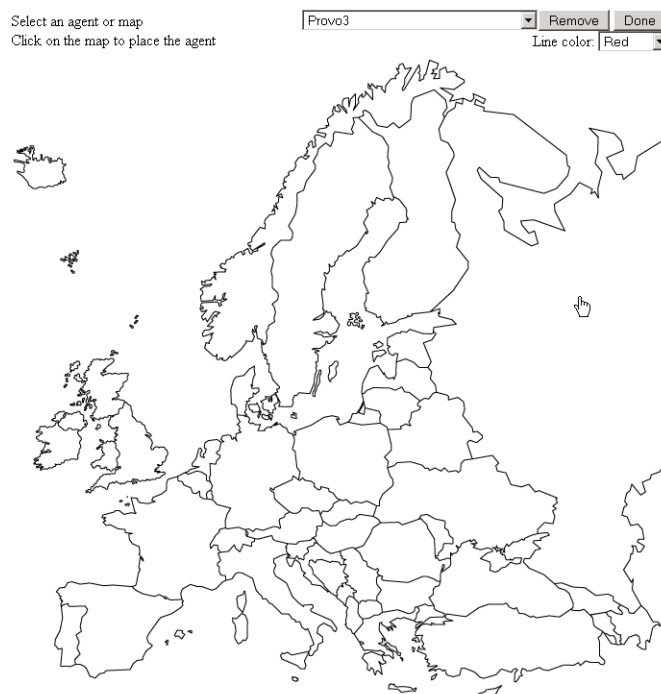 Select an agent or map Provo3 Remove Done
Click on the map to place the agent Line color: Red